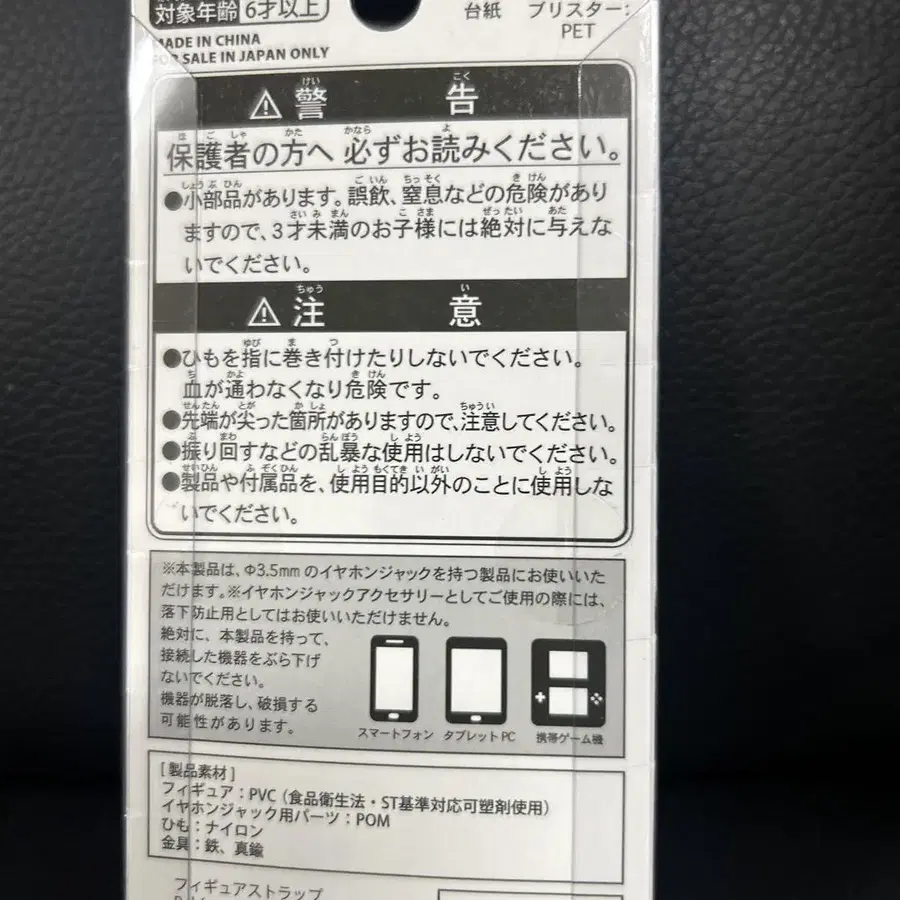 対象年齢 6才以上
台紙 ブリスター:
PET
MADE IN CHINA
FOR SALE IN JAPAN ONLY
⚠警告
保護者の方へ 必ずお読みください。
●小部品があります。誤飲、窒息などの危険があり
ますので、3才未満のお子様には絶対に与えな
いでください。
⚠注意
●ひもを指に巻き付けたりしないでください。
血が通わなくなり危険です。
●先端が尖った箇所がありますので、注意してください。
●振り回すなどの乱暴な使用はしないでください。
●製品や付属品を、使用目的以外のことに使用しな
いでください。
※本製品は、Φ3.5mmのイヤホンジャックを持つ製品にお使いいた
だけます。※イヤホンジャックアクセサリーとしてご使用の際には、
落下防止用としてはお使いいただけません。
絶対に、本製品を持って、
接続した機器をぶら下げ
ないでください。
機器が脱落し、破損する
可能性があります。
スマートフォン タブレットPC 携帯ゲーム機
[製品素材]
フィギュア:PVC(食品衛生法・ST基準対応可塑剤使用)
イヤホンジャック用パーツ:POM
ひも:ナイロン
金具:鉄、真鍮
フィギュアストラップ